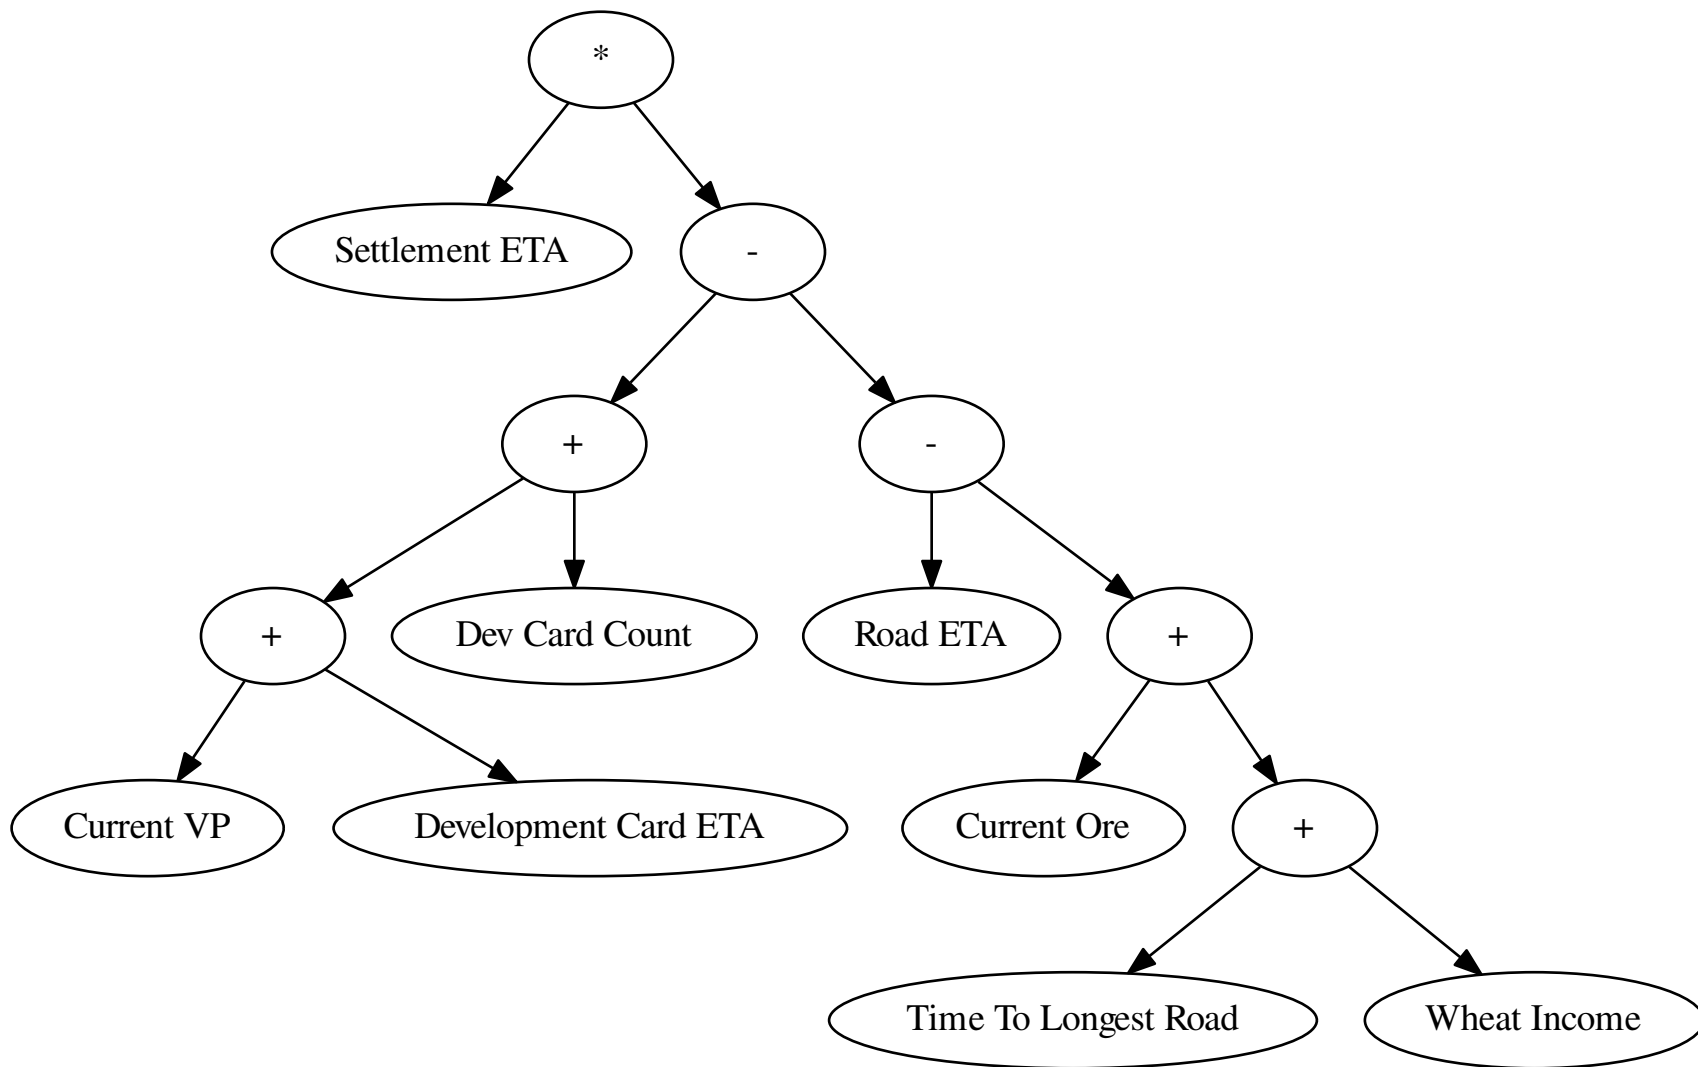 *
Settlement ETA
-
+
-
+
Dev Card Count
Road ETA
+
Current VP
Development Card ETA
Current Ore
+
Time To Longest Road
Wheat Income